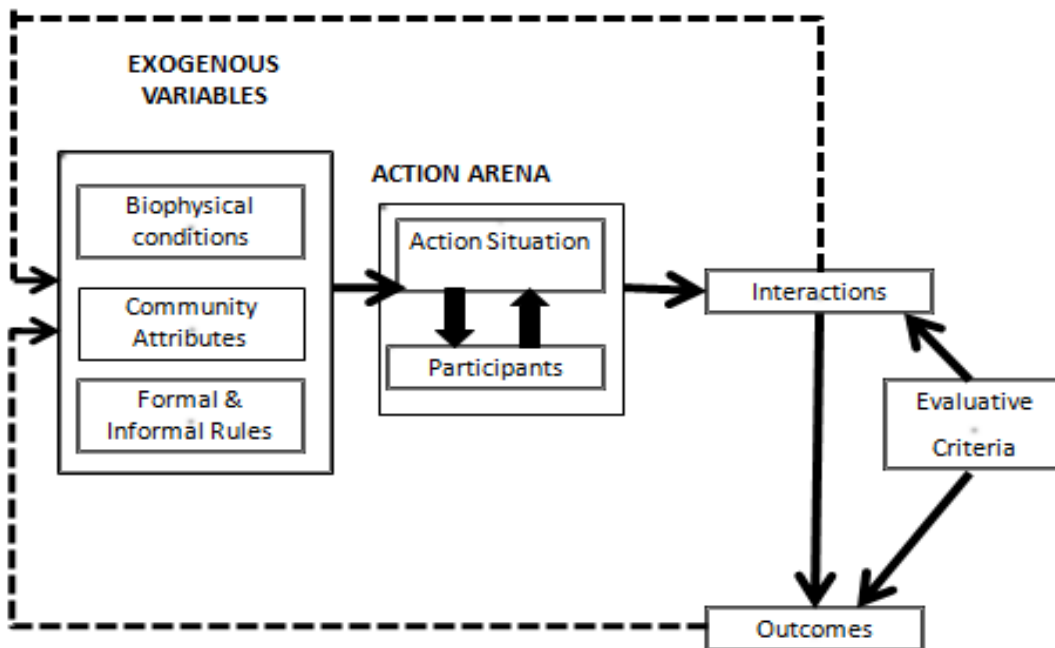 EXOGENOUS
VARIABLES
Biophysical
conditions
Community
Attributes
Formal &
Informal Rules
ACTION ARENA
Action Situation
Participants
Interactions
Evaluative
Criteria
Outcomes